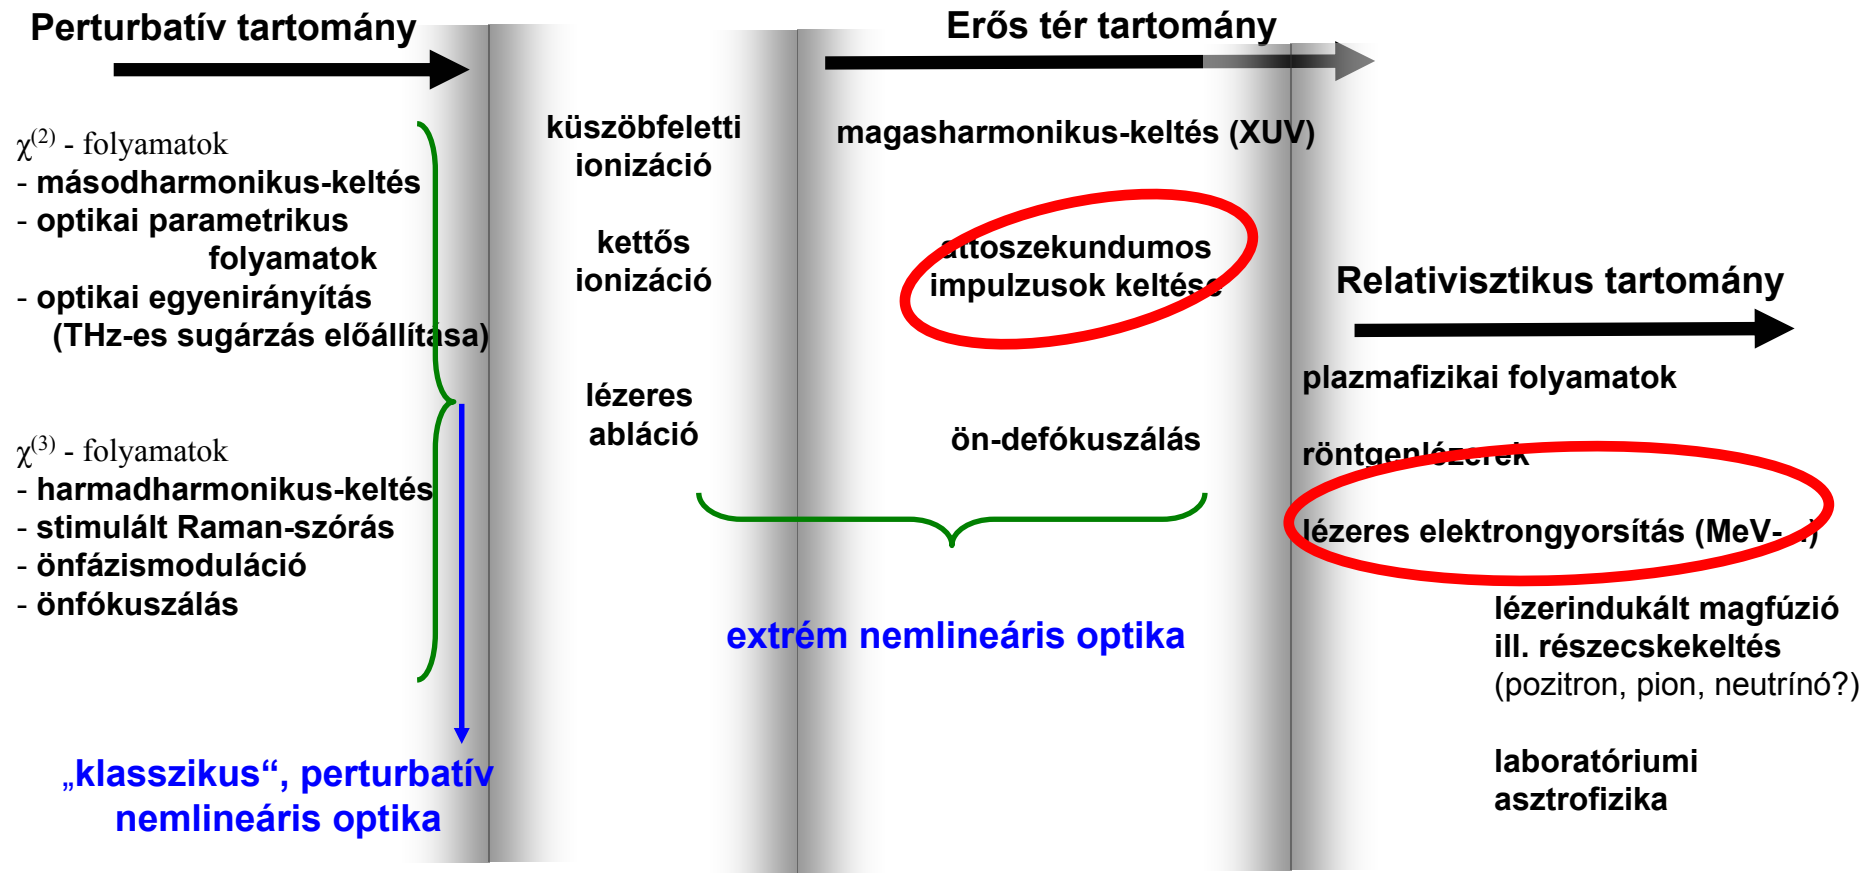 Perturbatív tartomány
χ(2) - folyamatok
- másodharmonikus-keltés
- optikai parametrikus
folyamatok
- optikai egyenirányítás
(THz-es sugárzás előállítása)
χ(3) - folyamatok
- harmadharmonikus-keltés
- stimulált Raman-szórás
- önfázismoduláció
- önfókuszálás
„klasszikus“, perturbatív
nemlineáris optika
küszöbfeletti
ionizáció
kettős
ionizáció
lézeres
abláció
Erős tér tartomány
magasharmonikus-keltés (XUV)
attoszekundumos
impulzusok keltése
ön-defókuszálás
extrém nemlineáris optika
Relativisztikus tartomány
plazmafizikai folyamatok
röntgenlézerek
lézeres elektrongyorsítás
lézerindukált magfúzió
ill. részecskekeltés
(pozitron, pion, neutrínó?)
laboratóriumi
asztrofizika